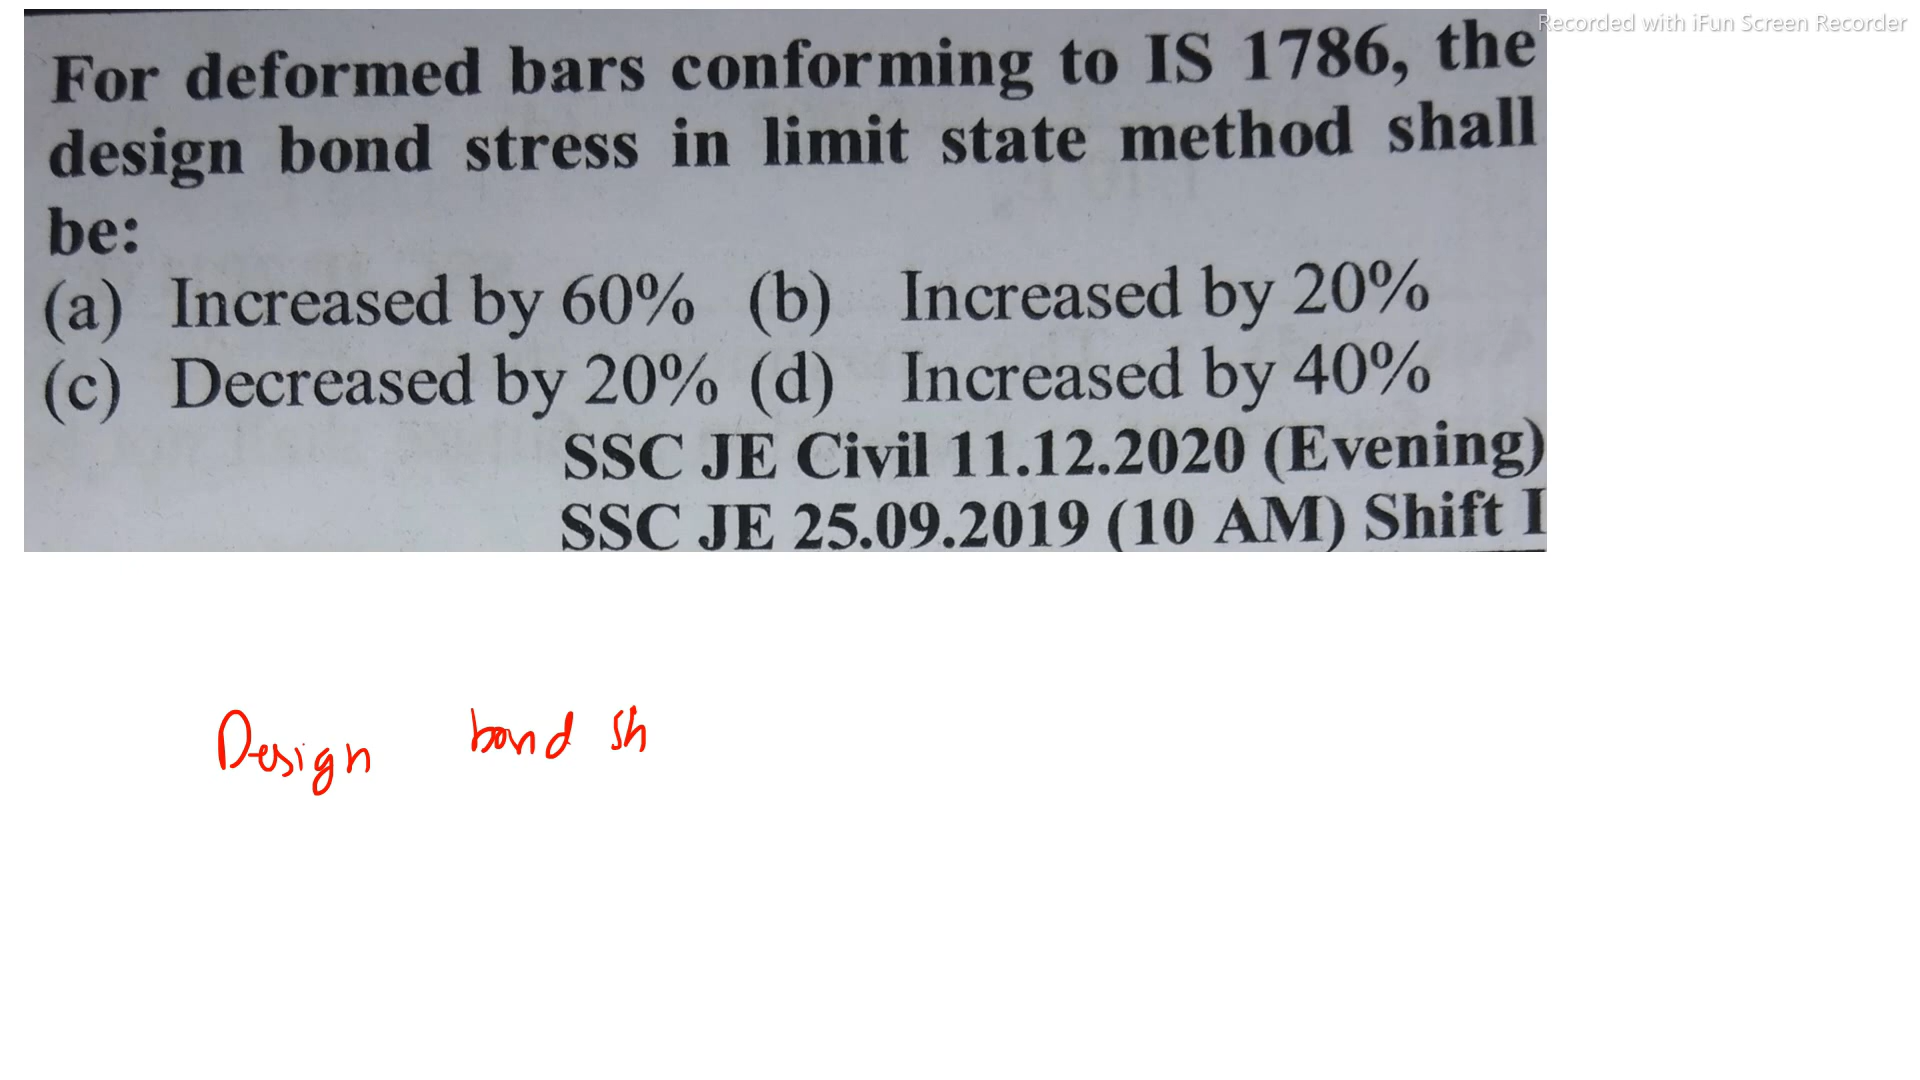 Recorded with iFun Screen Recorder
For deformed bars conforming to IS 1786, the
design bond stress in limit state method shall
be:
(a) Increased by 60% (b) Increased by 20%
(c) Decreased by 20% (d) Increased by 40%
SSC JE Civil 11.12.2020 (Evening)
SSC JE 25.09.2019 (10 AM) Shift I
Design bond